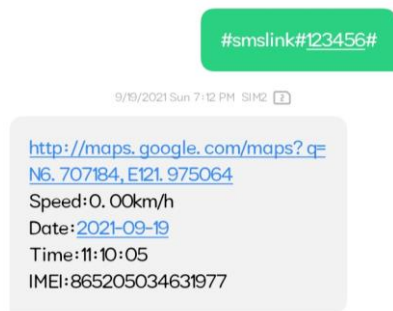 #smslink#123456#
9/19/2021 Sun 7:12 PM SIM2 2
http://maps. google. com/maps? q=
N6. 707184, E121. 975064
Speed:0. 00km/h
Date:2021-09-19
Time:11:10:05
IMEI:865205034631977